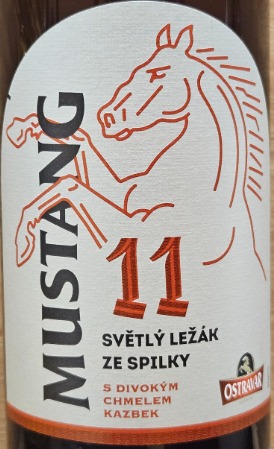 MUSTANG
11
SVĚTLÝ LEŽÁK
ZE SPILKY
S DIVOKÝM
CHMELEM
KAZBEK
OSTRAVAR